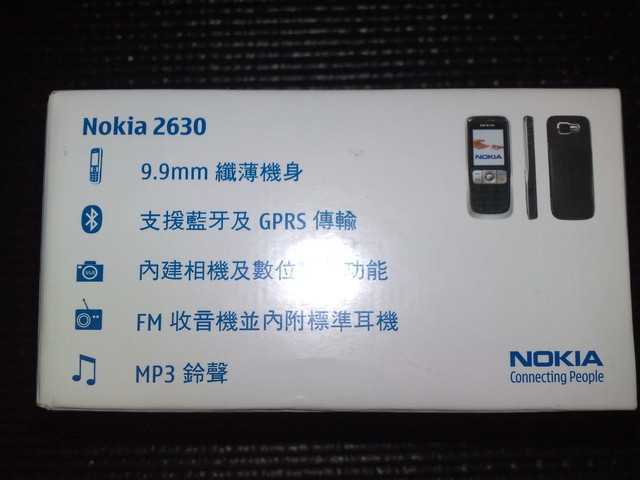 Nokia 2630
9.9mm 纖薄機身
支援藍牙及 GPRS 傳輸
VGA
內建相機及數位 功能
FM 收音機並內附標準耳機
MP3 鈴聲
NOKIA
NOKIA
Connecting People